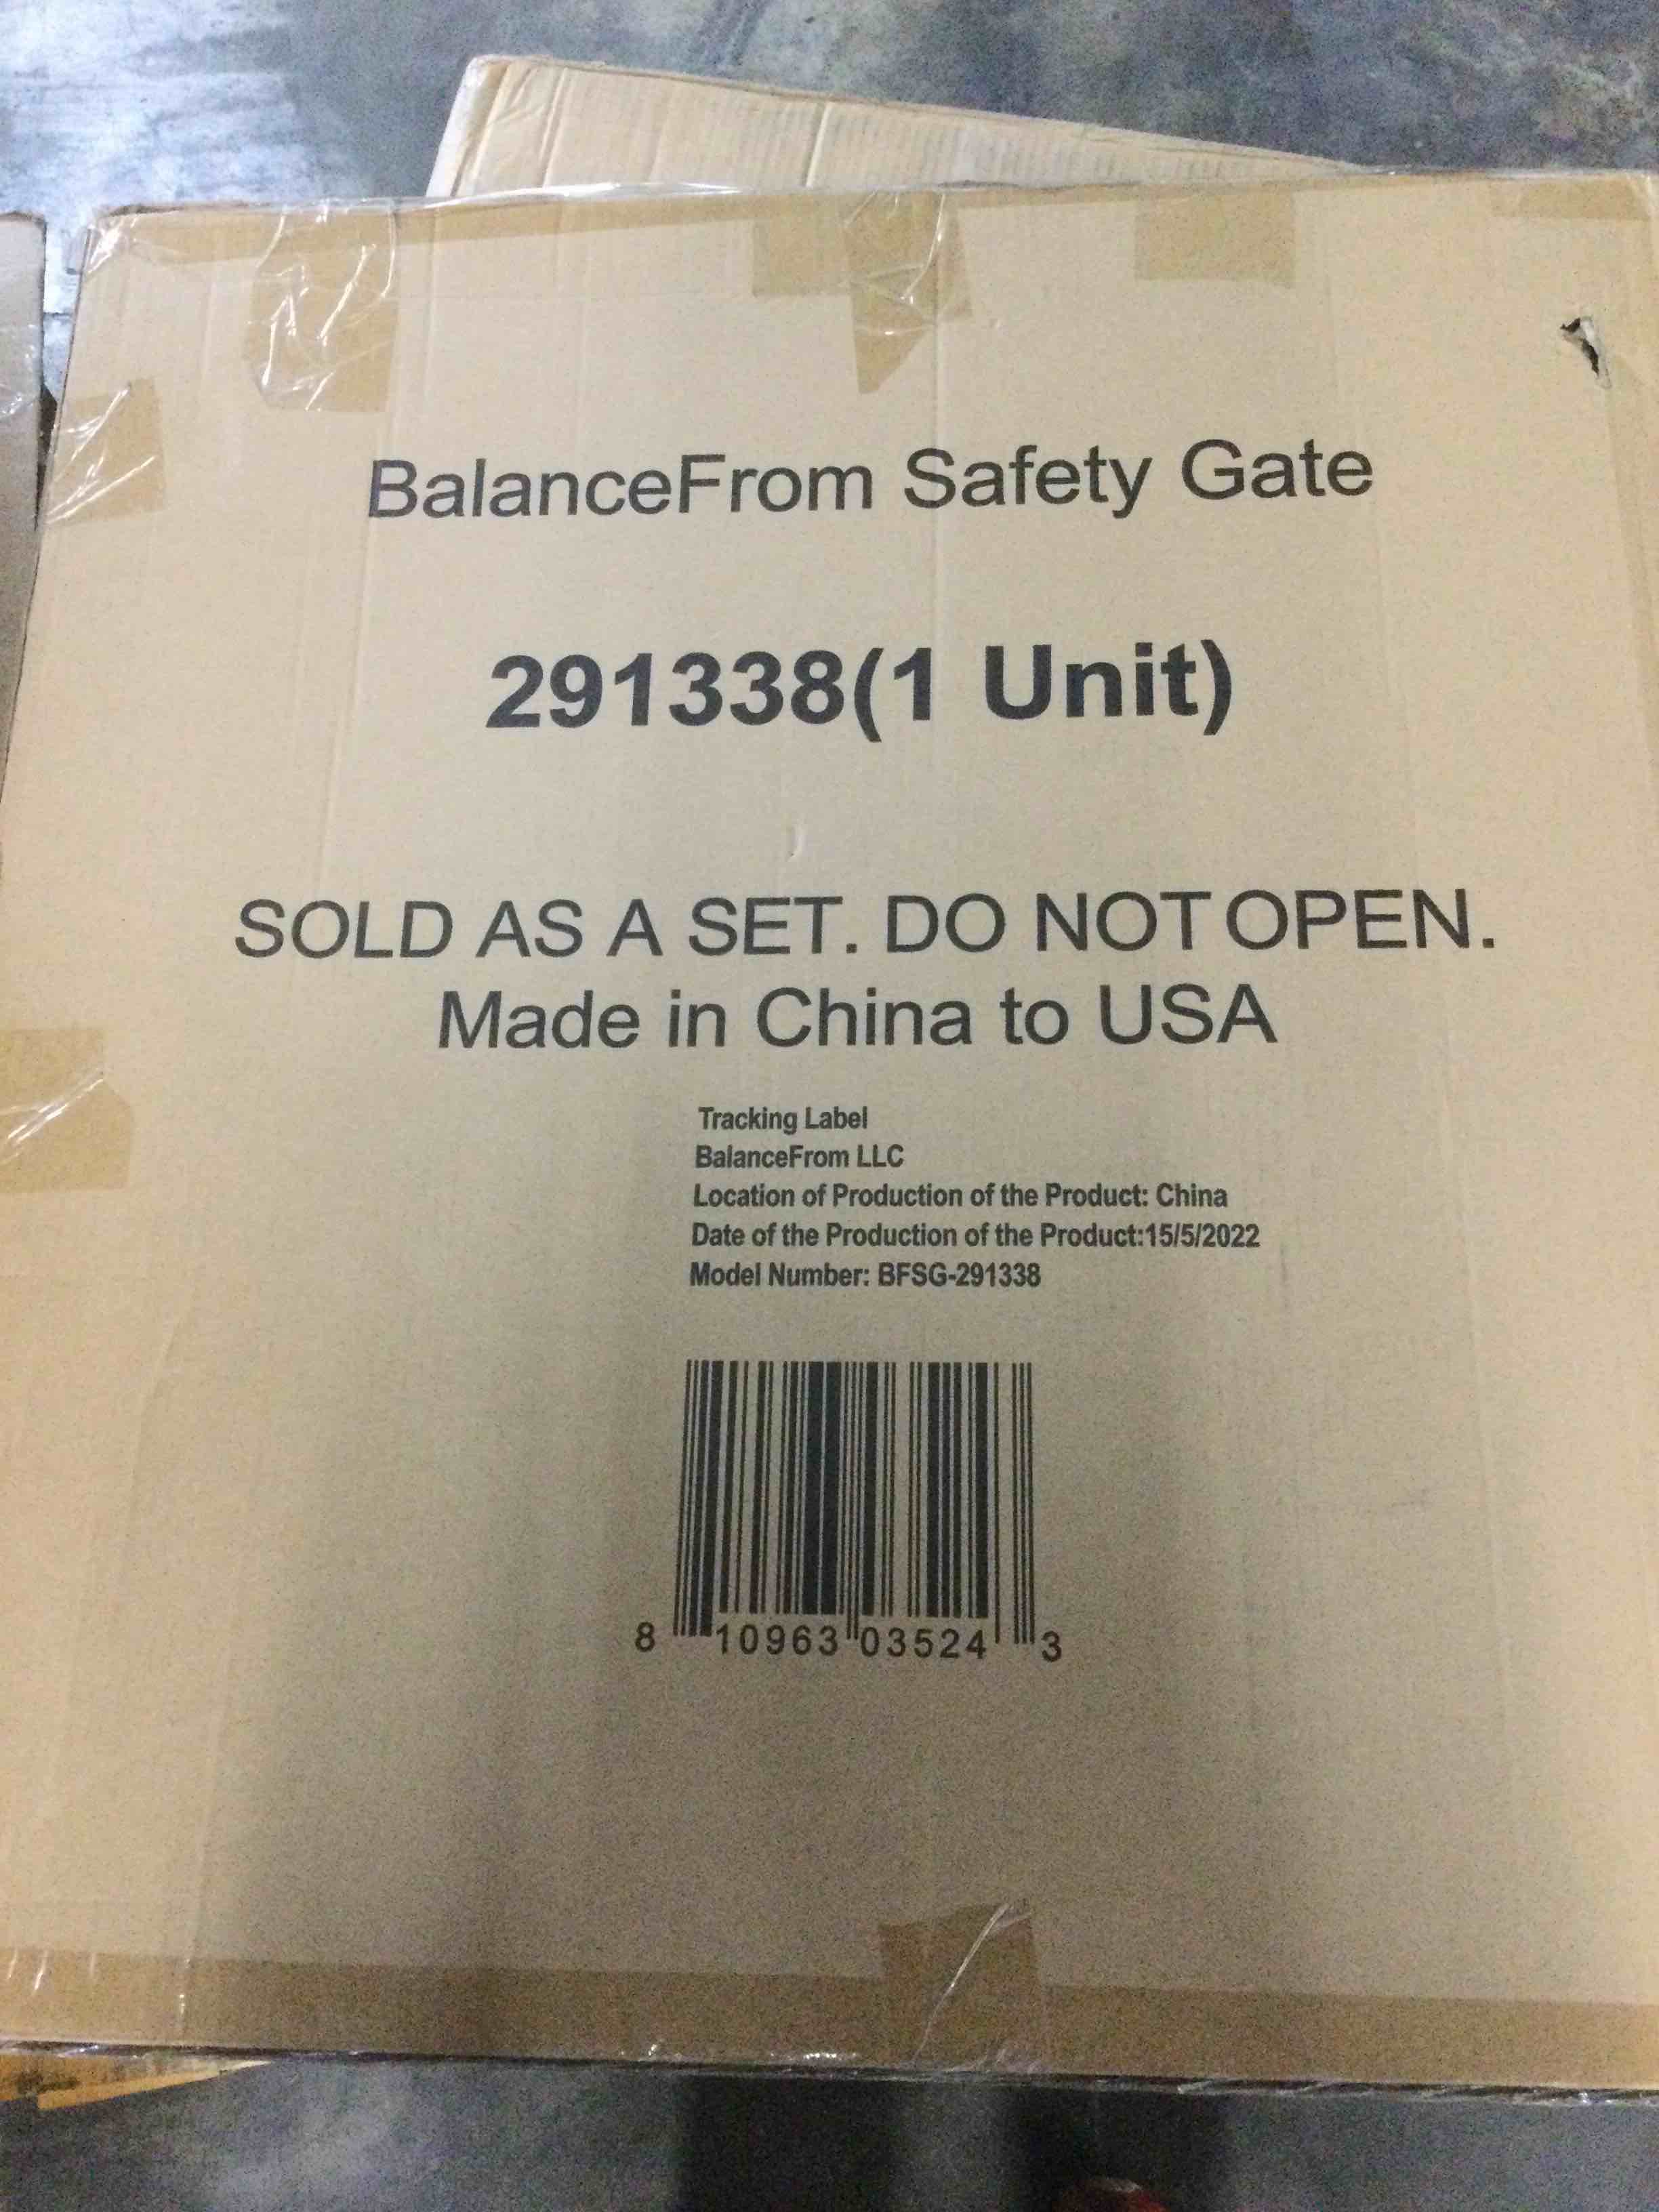 BalanceFrom Safety Gate
291338(1 Unit)
SOLD AS A SET. DO NOT OPEN.
Made in China to USA
Tracking Label
BalanceFrom LLC
Location of Production of the Product: China
Date of the Production of the Product:15/5/2022
Model Number: BFSG-291338
8 10963 03524 3